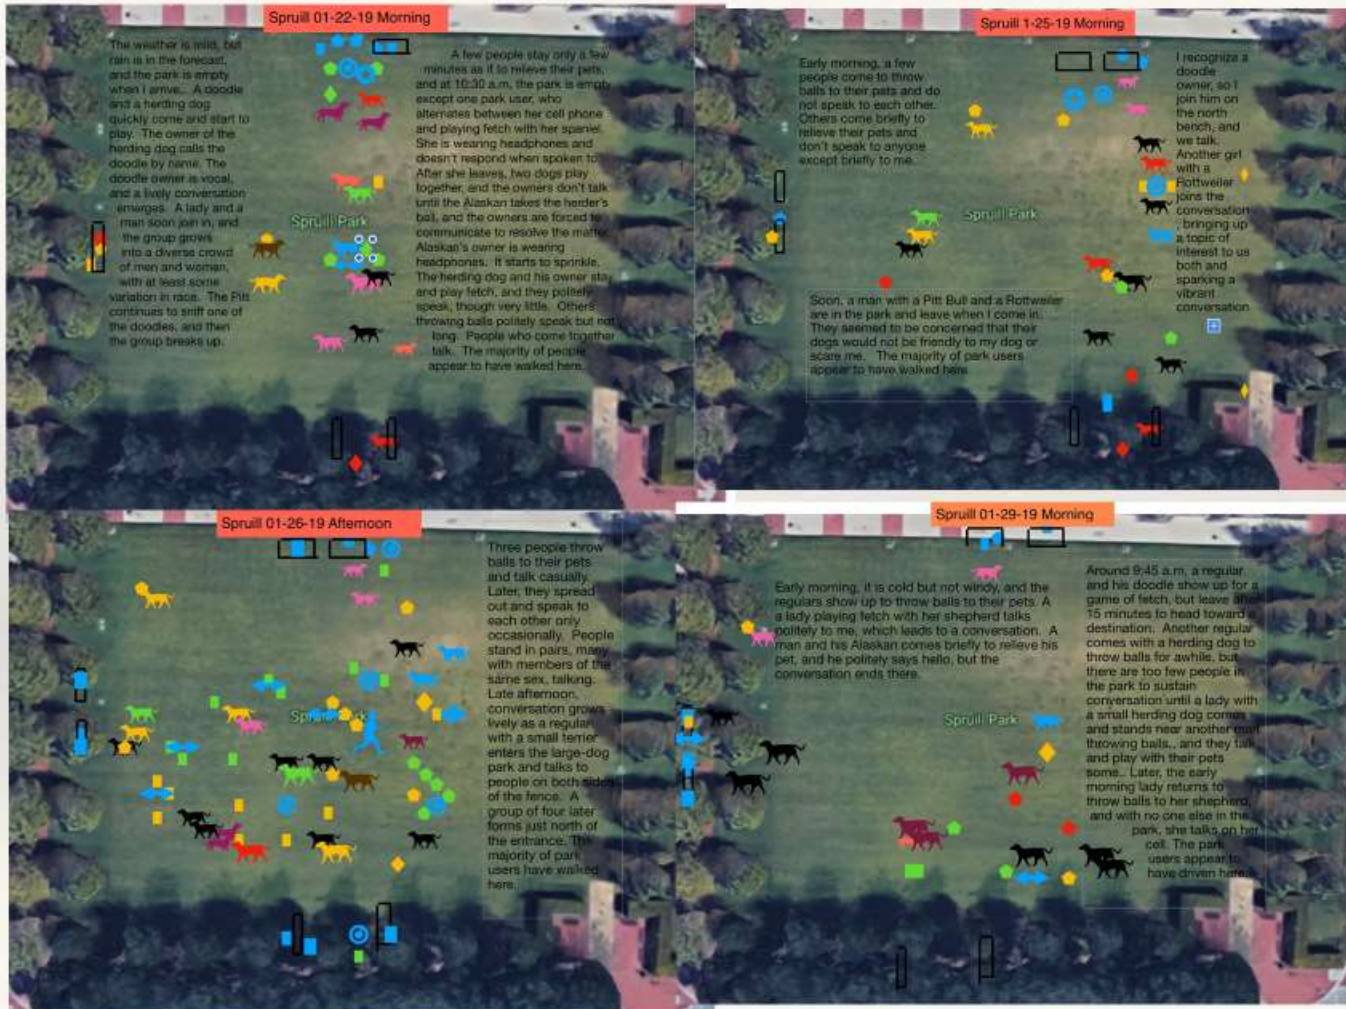 Spruill 01-22-19 Morning
The weather is mild, but
rain is in the forecast,
and the park is empty
when I arrive.. A doodle
and a herding dog
quickly come and start to
play. The owner of the
herding dog calls the
doodle by name. The
doodle owner is vocal,
and a lively conversation
emerges. A lady and a
man soon join in, and
the group grows
into a diverse crowd
of men and women,
with at least some
variation in race. The Pitt
continues to sniff one of
the doodles, and then
the group breaks up.
A few people stay only a few
minutes as if to relieve their pets,
and at 10:30 a.m. the park is empty
except one park user, who
alternates between her cell phone
and playing fetch with her spaniel.
She is wearing headphones and
doesn't respond when spoken to.
After she leaves, two dogs play
together, and the owners don't talk
until the Alaskan takes the herder's
ball, and the owners are forced to
communicate to resolve the matter.
Alaskan's owner is wearing
headphones. It starts to sprinkle.
The herding dog and his owner stay
and play fetch, and they politely
speak, though very little. Others
throwing balls politely speak but not
long. People who come together
talk. The majority of people
appear to have walked here.
Spruill Park
Spruill 1-25-19 Morning
Early morning, a few
people come to throw
balls to their pets and do
not speak to each other.
Others come briefly to
relieve their pets and
don't speak to anyone
except briefly to me.
I recogniza a
doodle
owner, so I
join him on
the north
bench, and
we talk.
Another girl
with a
Rottweiler
joins the
conversation
, bringing up
a topic of
interest to us
both and
sparking a
vibrant
conversation.
Spruill Park
Soon, a man with a Pitt Bull and a Rottweiler
are in the park and leave when I come in.
They seemed to be concerned that their
dogs would not be friendly to my dog or
scare me. The majority of park users
appear to have walked here.
Spruill 01-26-19 Afternoon
Three people throw
balls to their pets
and talk casually.
Later, they spread
out and speak to
each other only
occasionally. People
stand in pairs, many
with members of the
same sex, talking.
Late afternoon,
conversation grows
lively as a regular
with a small terrier
enters the large-dog
park and talks to
people on both sides
of the fence. A
group of four later
forms just north of
the entrance. The
majority of park
users have walked
here.
Spruill Park
Spruill 01-29-19 Morning
Early morning, it is cold but not windy, and the
regulars show up to throw balls to their pets. A
a lady playing fetch with her shepherd talks
politely to me, which leads to a conversation. A
man and his Alaskan comes briefly to relieve his
pet, and he politely says hello, but the
conversation ends there.
Around 9:45 a.m, a regular
and his doodle show up for a
game of fetch, but leave after
15 minutes to head toward a
destination. Another regular
comes with a herding dog to
throw balls for awhile, but
there are too few people in
the park to sustain
conversation until a lady with
a small herding dog comes
and stands near another man
throwing balls., and they talk
and play with their pets
some.. Later, the early
morning lady returns to
throw balls to her shepherd,
and with no one else in the
park, she talks on her
cell. The park
users appear to
have driven here.
Spruill Park